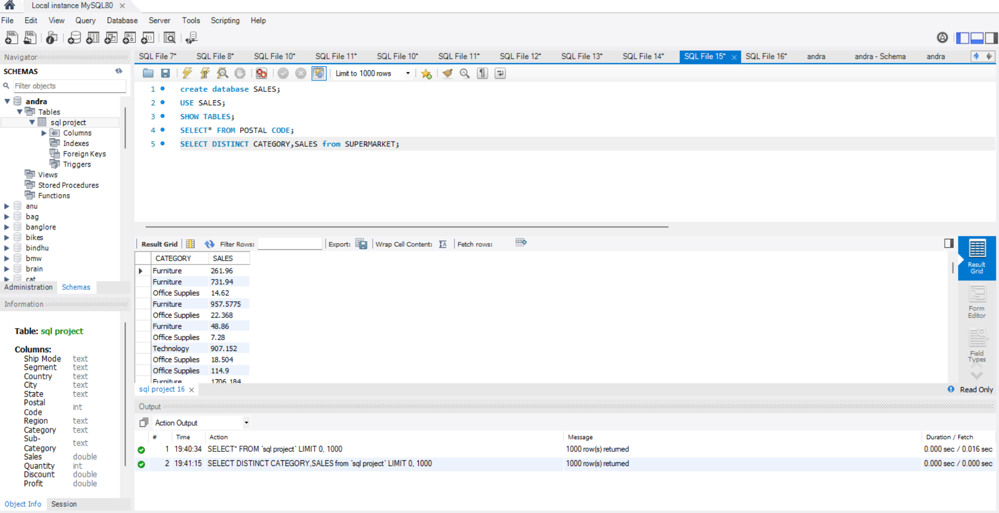 Local instance MySQL80 ×
File Edit View Query Database Server Tools Scripting Help
SQL SQL
Navigator
SCHEMAS
Filter objects
andra
Tables
sql project
Columns
Indexes
Foreign Keys
Triggers
Views
Stored Procedures
Functions
anu
bag
banglore
bikes
bindhu
bmw
brain
cat
Administration Schemas
Information
Table: sql project
Columns:
Ship Mode text
Segment text
Country text
City text
State text
Postal
Code int
Region text
Category text
Sub-
Category text
Sales double
Quantity int
Discount double
Profit double
Object Info Session
SQL File 7* SQL File 8* SQL File 10* SQL File 11* SQL File 10* SQL File 11* SQL File 12* SQL File 13* SQL File 14* SQL File 15* × SQL File 16* andra andra - Schema andra
Limit to 1000 rows
1 create database SALES;
2 USE SALES;
3 SHOW TABLES;
4 SELECT* FROM POSTAL CODE;
5 SELECT DISTINCT CATEGORY,SALES from SUPERMARKET;
Result Grid Filter Rows: Export: Wrap Cell Content: IA Fetch rows:
CATEGORY SALES
Furniture 261.96
Furniture 731.94
Office Supplies 14.62
Furniture 957.5775
Office Supplies 22.368
Furniture 48.86
Office Supplies 7.28
Technology 907.152
Office Supplies 18.504
Office Supplies 114.9
Furniture 1706.184
Result
Grid
Form
Editor
Field
Types
sql project 16 ×
Read Only
Output
Action Output
# Time Action Message Duration / Fetch
1 19:40:34 SELECT* FROM `sql project` LIMIT 0, 1000 1000 row(s) returned 0.000 sec / 0.016 sec
2 19:41:15 SELECT DISTINCT CATEGORY,SALES from `sql project` LIMIT 0, 1000 1000 row(s) returned 0.000 sec / 0.000 sec